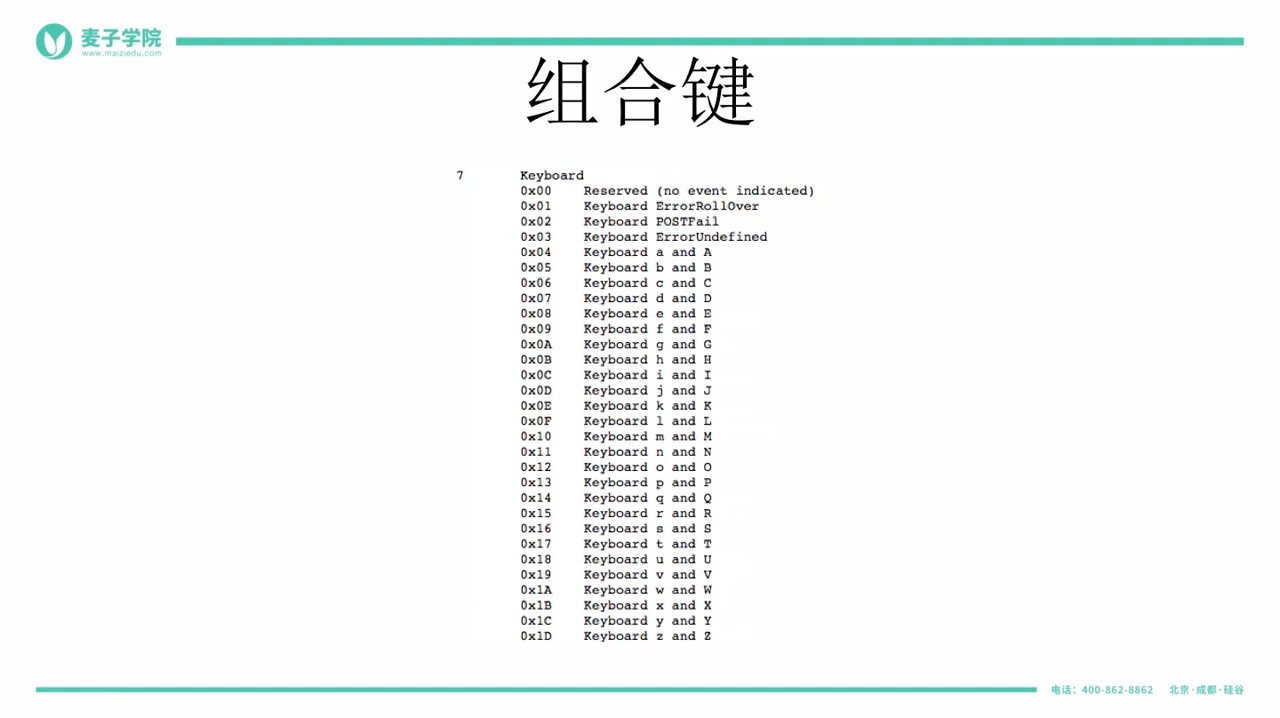 麦子学院
www.maiziedu.com
组合键
7 Keyboard
0x00 Reserved (no event indicated)
0x01 Keyboard ErrorRollOver
0x02 Keyboard POSTFail
0x03 Keyboard ErrorUndefined
0x04 Keyboard a and A
0x05 Keyboard b and B
0x06 Keyboard c and C
0x07 Keyboard d and D
0x08 Keyboard e and E
0x09 Keyboard f and F
0x0A Keyboard g and G
0x0B Keyboard h and H
0x0C Keyboard i and I
0x0D Keyboard j and J
0x0E Keyboard k and K
0x0F Keyboard l and L
0x10 Keyboard m and M
0x11 Keyboard n and N
0x12 Keyboard o and O
0x13 Keyboard p and P
0x14 Keyboard q and Q
0x15 Keyboard r and R
0x16 Keyboard s and S
0x17 Keyboard t and T
0x18 Keyboard u and U
0x19 Keyboard v and V
0x1A Keyboard w and W
0x1B Keyboard x and X
0x1C Keyboard y and Y
0x1D Keyboard z and Z
电话：400-862-8862 北京·成都·硅谷